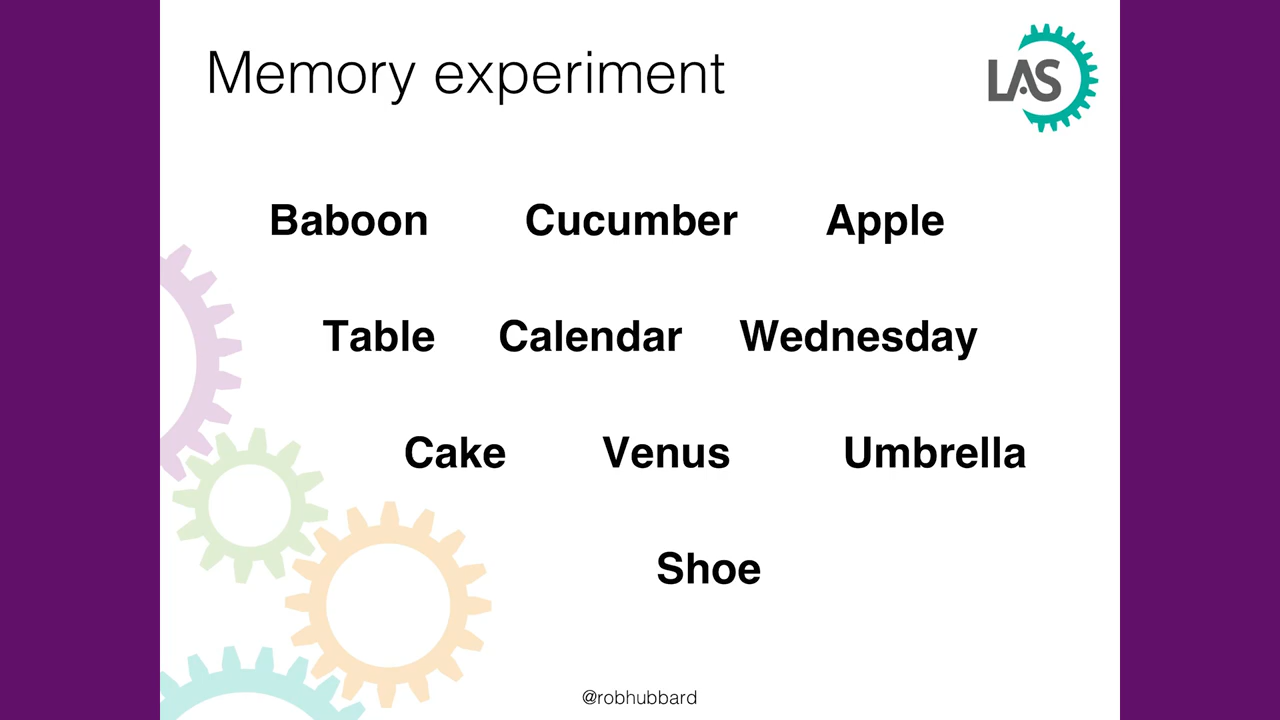 Memory experiment
LAS
Baboon Cucumber Apple
Table Calendar Wednesday
Cake Venus Umbrella
Shoe
@robhubbard